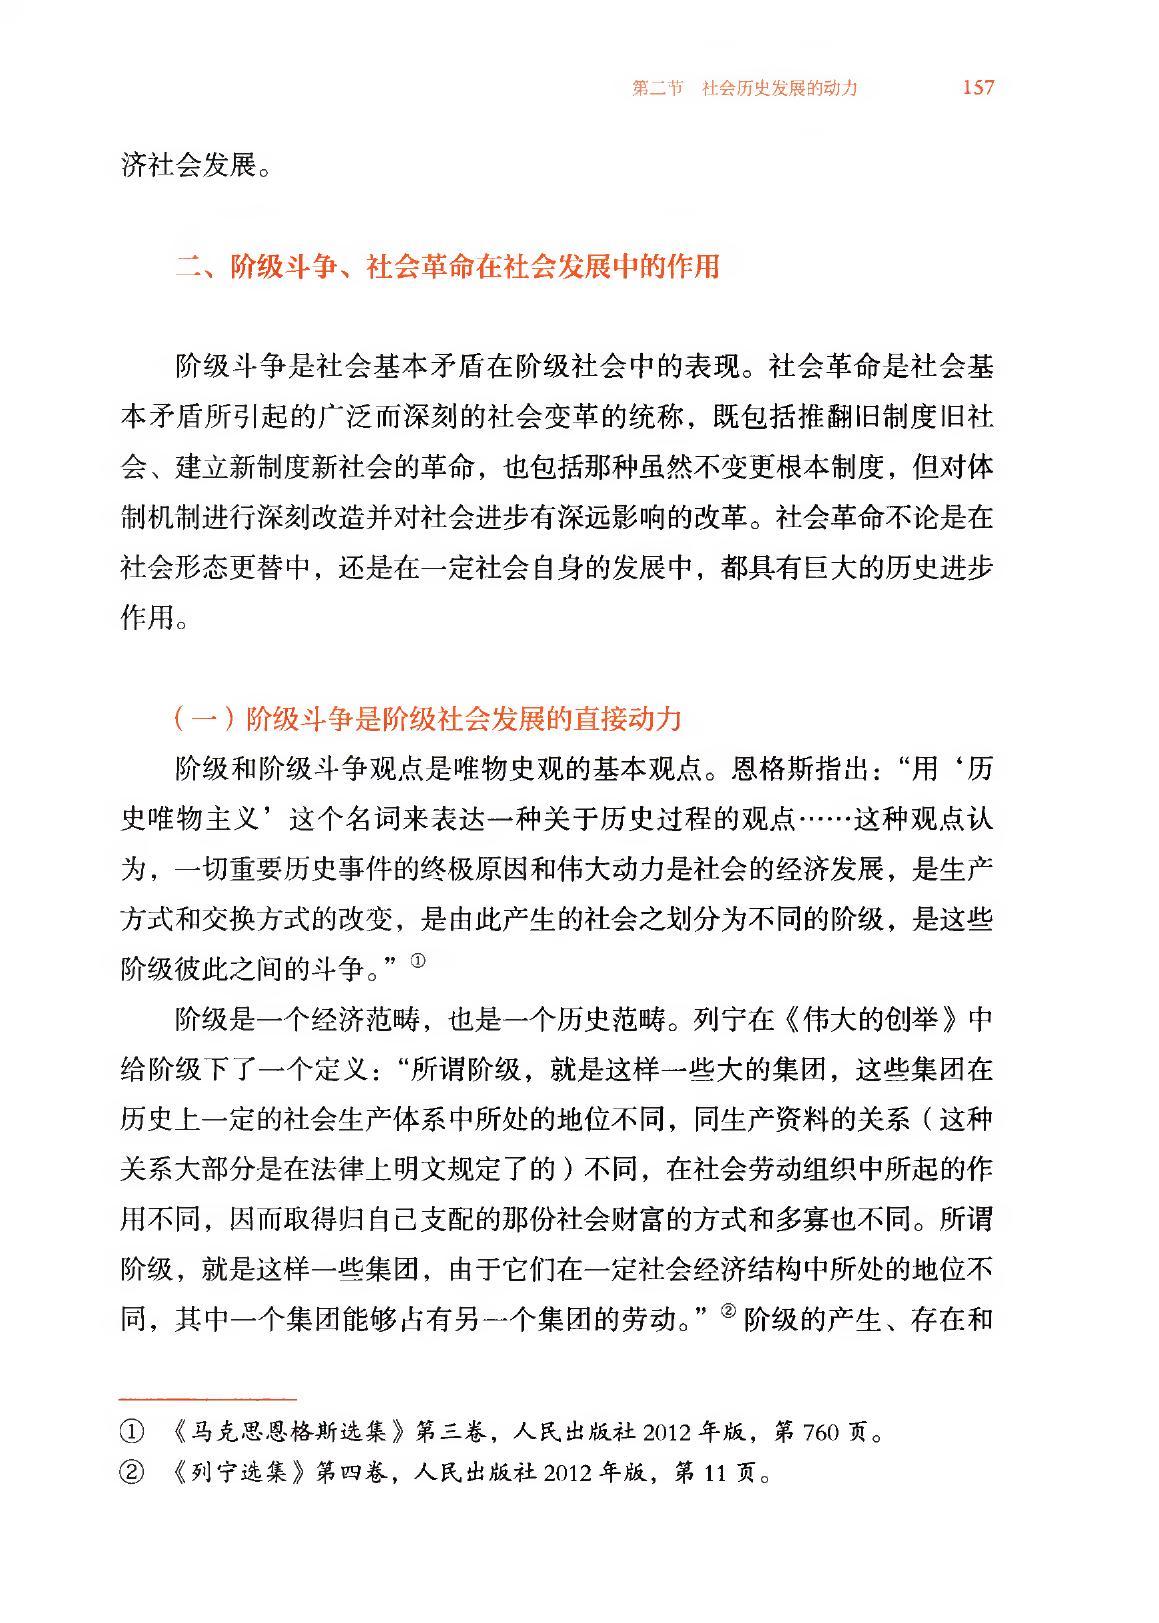 第二节 社会历史发展的动力 157
济社会发展。
二、阶级斗争、社会革命在社会发展中的作用
阶级斗争是社会基本矛盾在阶级社会中的表现。社会革命是社会基
本矛盾所引起的广泛而深刻的社会变革的统称，既包括推翻旧制度旧社
会、建立新制度新社会的革命，也包括那种虽然不变更根本制度，但对体
制机制进行深刻改造并对社会进步有深远影响的改革。社会革命不论是在
社会形态更替中，还是在一定社会自身的发展中，都具有巨大的历史进步
作用。
（一）阶级斗争是阶级社会发展的直接动力
阶级和阶级斗争观点是唯物史观的基本观点。恩格斯指出：“用‘历
史唯物主义’这个名词来表达一种关于历史过程的观点……这种观点认
为，一切重要历史事件的终极原因和伟大动力是社会的经济发展，是生产
方式和交换方式的改变，是由此产生的社会之划分为不同的阶级，是这些
阶级彼此之间的斗争。”①
阶级是一个经济范畴，也是一个历史范畴。列宁在《伟大的创举》中
给阶级下了一个定义：“所谓阶级，就是这样一些大的集团，这些集团在
历史上一定的社会生产体系中所处的地位不同，同生产资料的关系（这种
关系大部分是在法律上明文规定了的）不同，在社会劳动组织中所起的作
用不同，因而取得归自己支配的那份社会财富的方式和多寡也不同。所谓
阶级，就是这样一些集团，由于它们在一定社会经济结构中所处的地位不
同，其中一个集团能够占有另一个集团的劳动。”②阶级的产生、存在和
① 《马克思恩格斯选集》第三卷，人民出版社 2012 年版，第 760 页。
② 《列宁选集》第四卷，人民出版社 2012 年版，第 11 页。